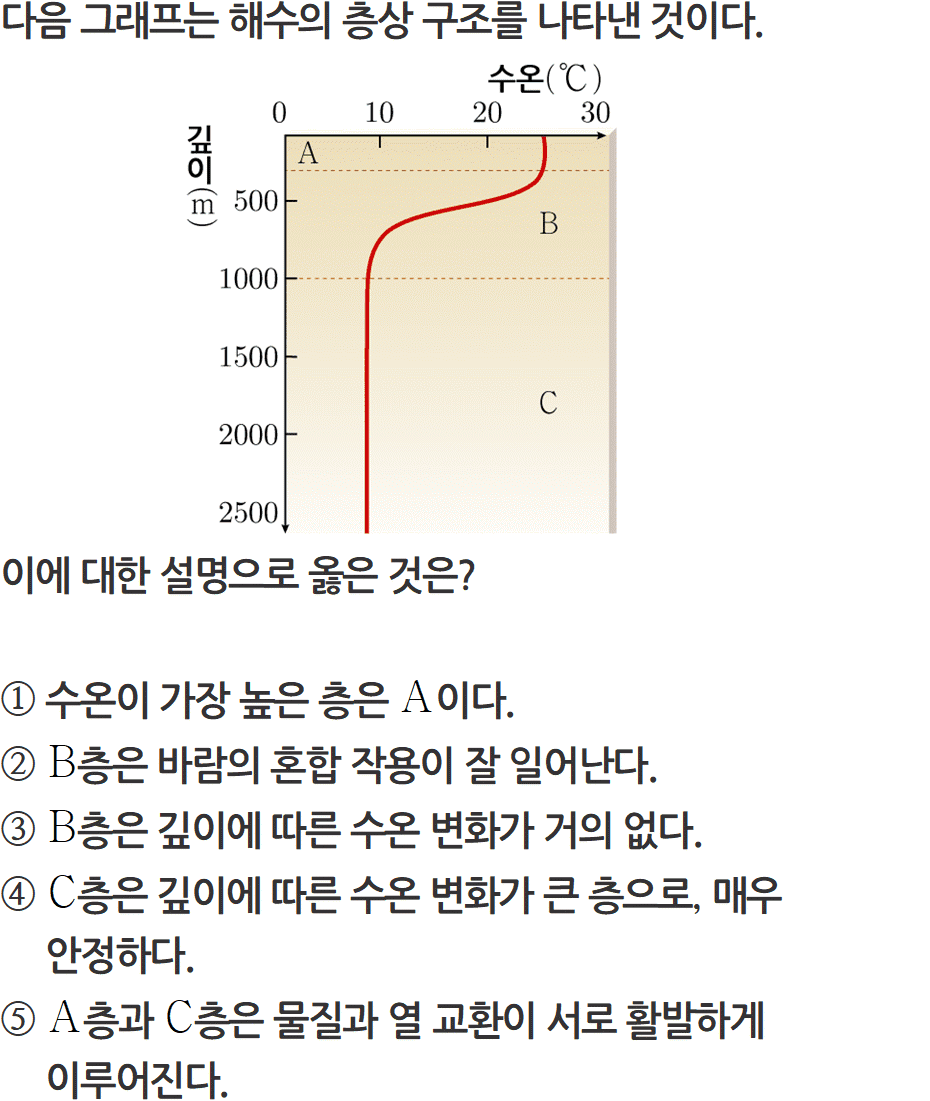 다음 그래프는 해수의 층상 구조를 나타낸 것이다.
수온(℃)
0 10 20 30
깊이(m)
A
500
B
1000
1500
C
2000
2500
이에 대한 설명으로 옳은 것은?
① 수온이 가장 높은 층은 A이다.
② B층은 바람의 혼합 작용이 잘 일어난다.
③ B층은 깊이에 따른 수온 변화가 거의 없다.
④ C층은 깊이에 따른 수온 변화가 큰 층으로, 매우
안정하다.
⑤ A층과 C층은 물질과 열 교환이 서로 활발하게
이루어진다.